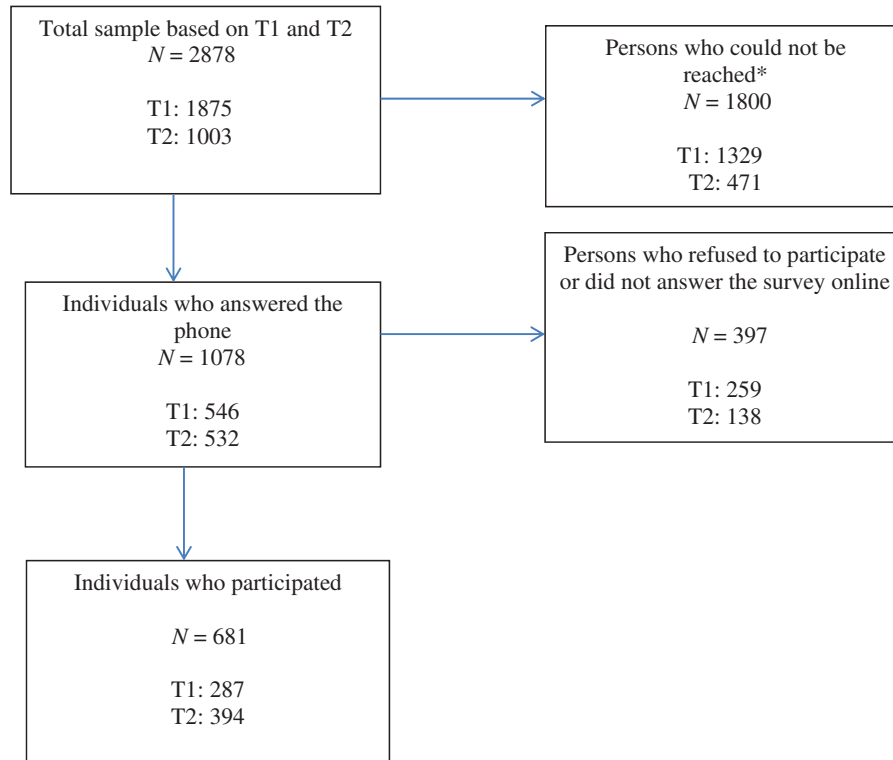 Total sample based on T1 and T2
N = 2878
T1: 1875
T2: 1003
Persons who could not be
reached*
N = 1800
T1: 1329
T2: 471
Individuals who answered the
phone
N = 1078
T1: 546
T2: 532
Persons who refused to participate
or did not answer the survey online
N = 397
T1: 259
T2: 138
Individuals who participated
N = 681
T1: 287
T2: 394